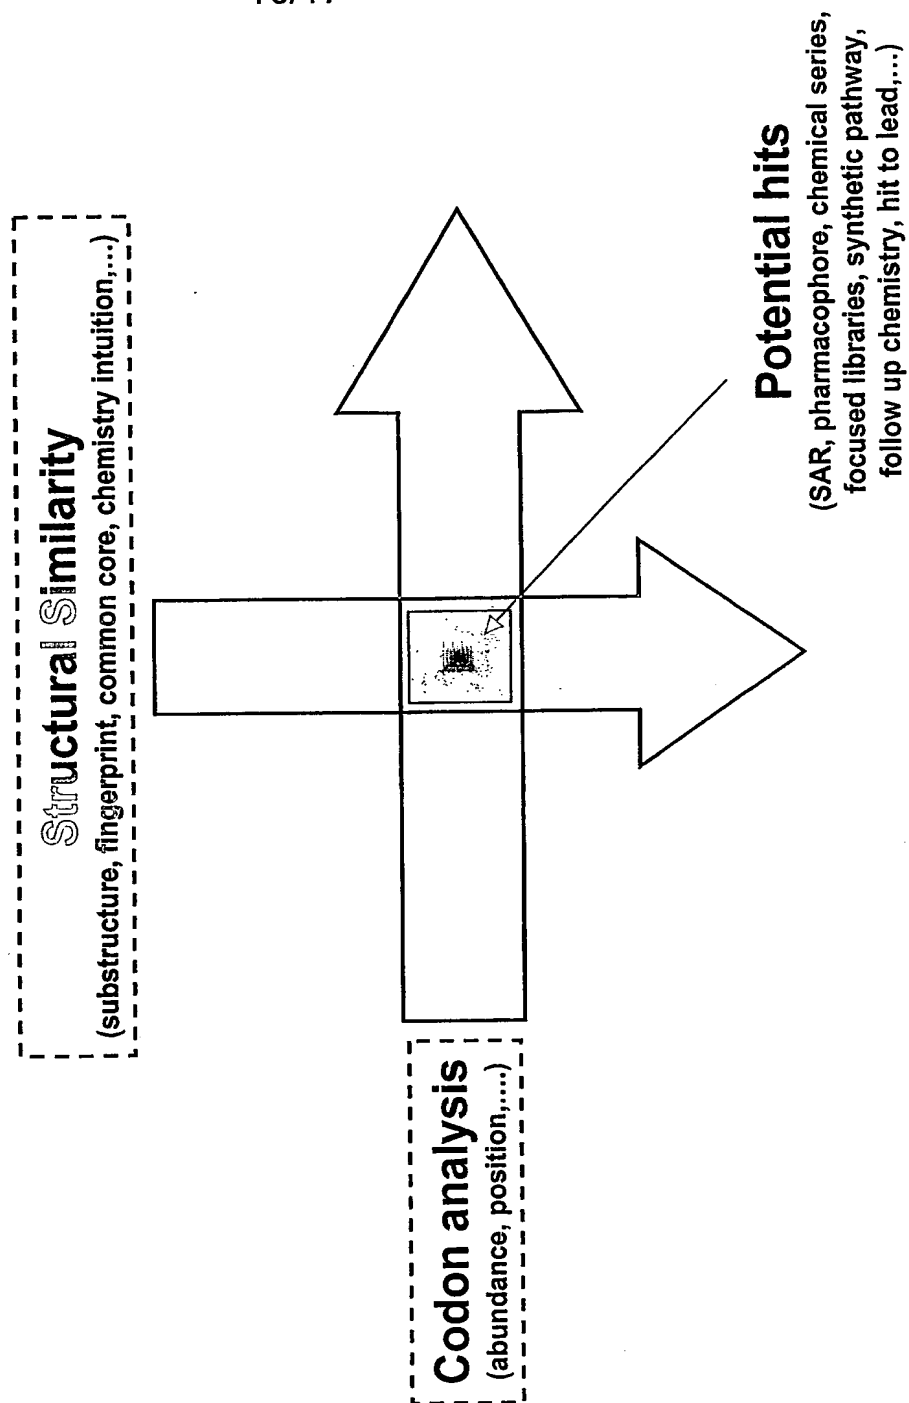 Structural Similarity
(substructure, fingerprint, common core, chemistry intuition,...)
Codon analysis
(abundance, position,....)
Potential hits
(SAR, pharmacophore, chemical series,
focused libraries, synthetic pathway,
follow up chemistry, hit to lead,...)